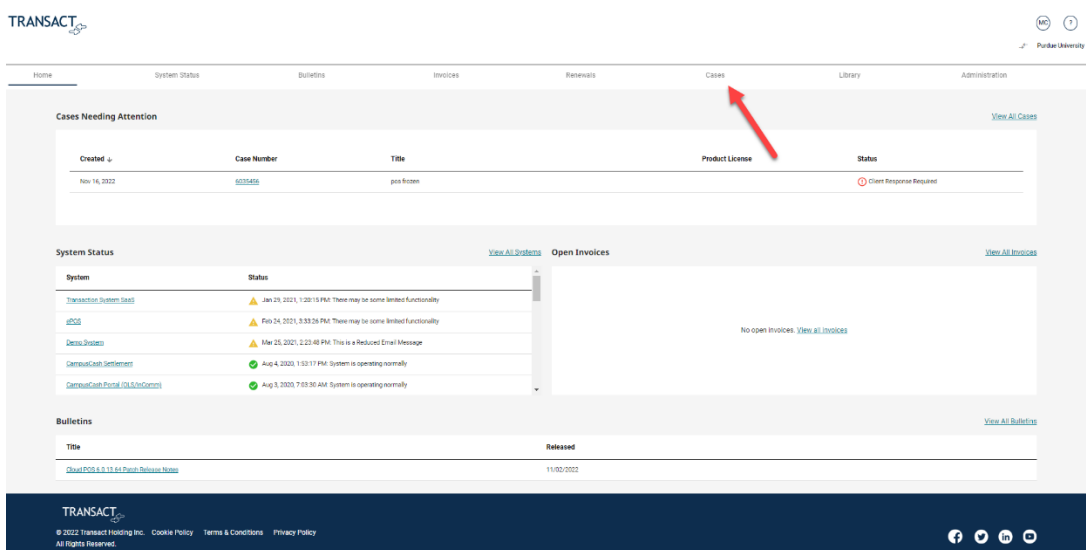 TRANSACT
MC ?
Purdue University
Home System Status Bulletins Invoices Renewals Cases Library Administration
Cases Needing Attention View All Cases
Created ↓ Case Number Title Product License Status
Nov 16, 2022 6035456 pos frozen Client Response Required
System Status View All Systems Open Invoices View All Invoices
System Status
Transaction System SaaS Jan 29, 2021, 1:20:15 PM: There may be some limited functionality
ePOS Feb 24, 2021, 3:33:26 PM: There may be some limited functionality
No open invoices. View all invoices
Demo System Mar 25, 2021, 2:23:48 PM: This is a Reduced Email Message
CampusCash Settlement Aug 4, 2020, 1:53:17 PM: System is operating normally
CampusCash Portal (DLS/InComm) Aug 3, 2020, 7:03:30 AM: System is operating normally
Bulletins View All Bulletins
Title Released
Cloud POS 6.0.13.64 Patch Release Notes 11/02/2022
TRANSACT
© 2022 Transact Holding Inc. Cookie Policy Terms & Conditions Privacy Policy
All Rights Reserved.